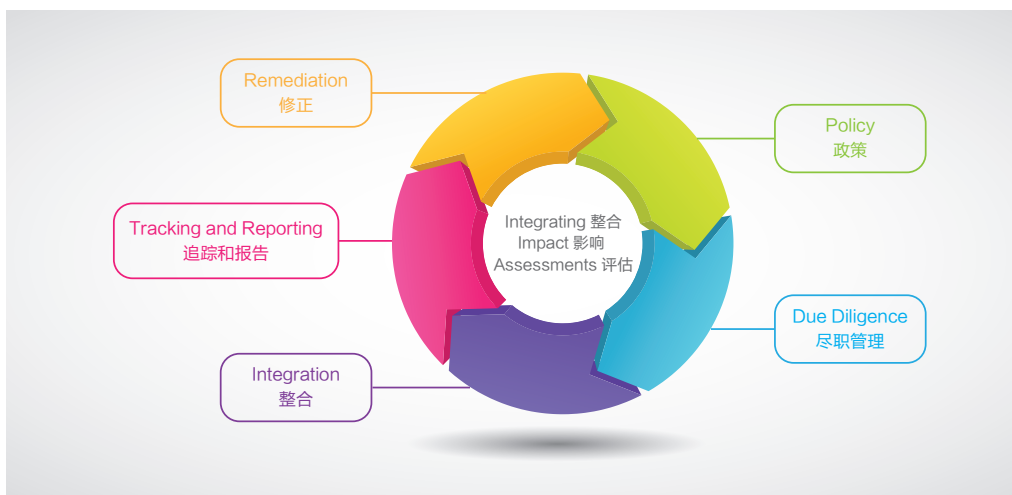 Remediation
修正
Policy
政策
Tracking and Reporting
追踪和报告
Integrating 整合
Impact 影响
Assessments 评估
Due Diligence
尽职管理
Integration
整合